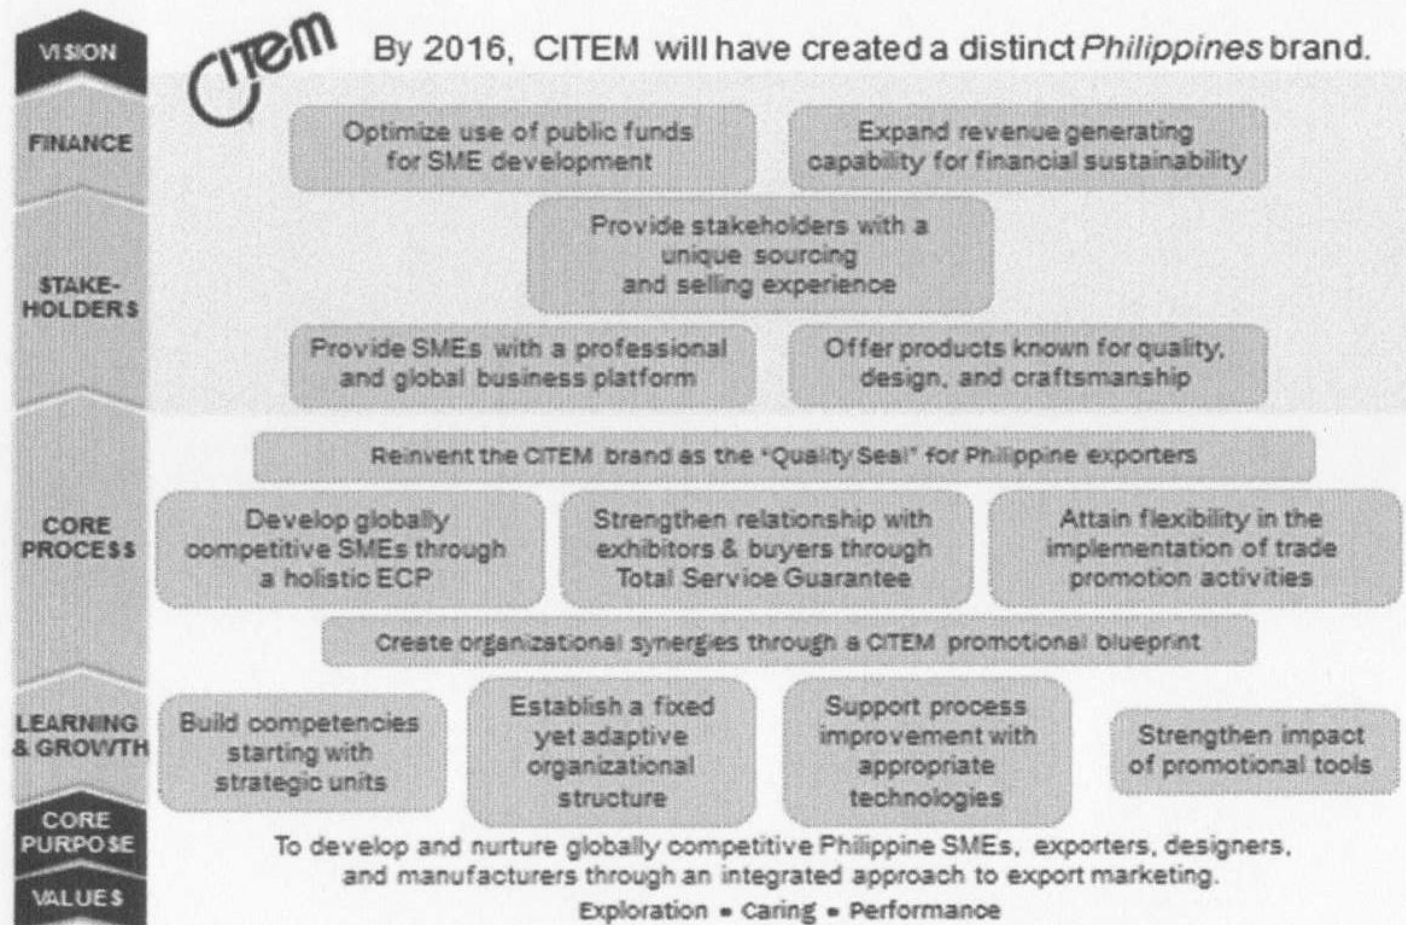 VISION
CITEM
By 2016, CITEM will have created a distinct Philippines brand.
FINANCE
Optimize use of public funds
for SME development
Expand revenue generating
capability for financial sustainability
STAKE-
HOLDERS
Provide stakeholders with a
unique sourcing
and selling experience
Provide SMEs with a professional
and global business platform
Offer products known for quality,
design, and craftsmanship
CORE
PROCESS
Reinvent the CITEM brand as the "Quality Seal" for Philippine exporters
Develop globally
competitive SMEs through
a holistic ECP
Strengthen relationship with
exhibitors & buyers through
Total Service Guarantee
Attain flexibility in the
implementation of trade
promotion activities
Create organizational synergies through a CITEM promotional blueprint
LEARNING
& GROWTH
Build competencies
starting with
strategic units
Establish a fixed
yet adaptive
organizational
structure
Support process
improvement with
appropriate
technologies
Strengthen impact
of promotional tools
CORE
PURPOSE
To develop and nurture globally competitive Philippine SMEs, exporters, designers,
and manufacturers through an integrated approach to export marketing.
VALUES
Exploration • Caring • Performance